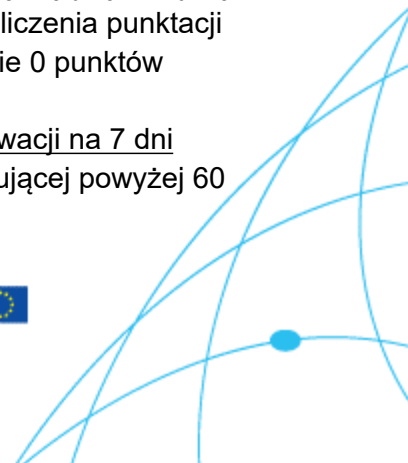 liczenia punktacji
ie 0 punktów
wacji na 7 dni
ującej powyżej 60